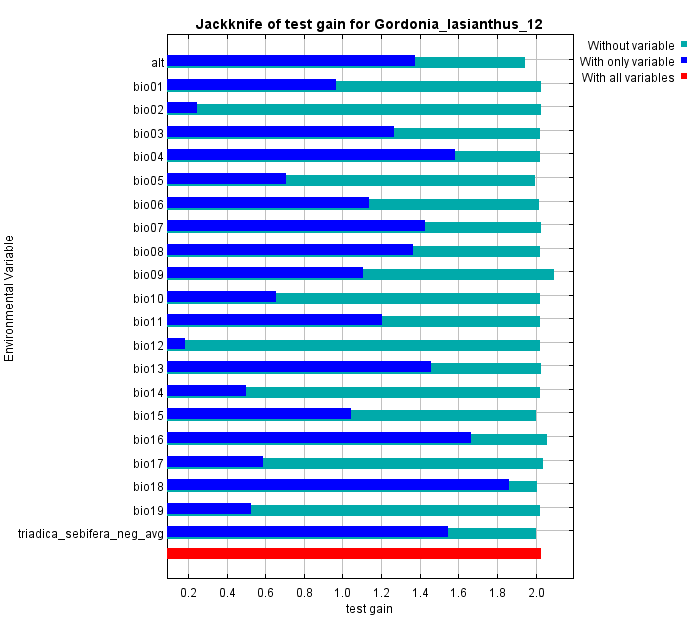 Jackknife of test gain for Gordonia_lasianthus_12
Without variable
With only variable
With all variables
Environmental Variable
alt
bio01
bio02
bio03
bio04
bio05
bio06
bio07
bio08
bio09
bio10
bio11
bio12
bio13
bio14
bio15
bio16
bio17
bio18
bio19
triadica_sebifera_neg_avg
0.2 0.4 0.6 0.8 1.0 1.2 1.4 1.6 1.8 2.0
test gain